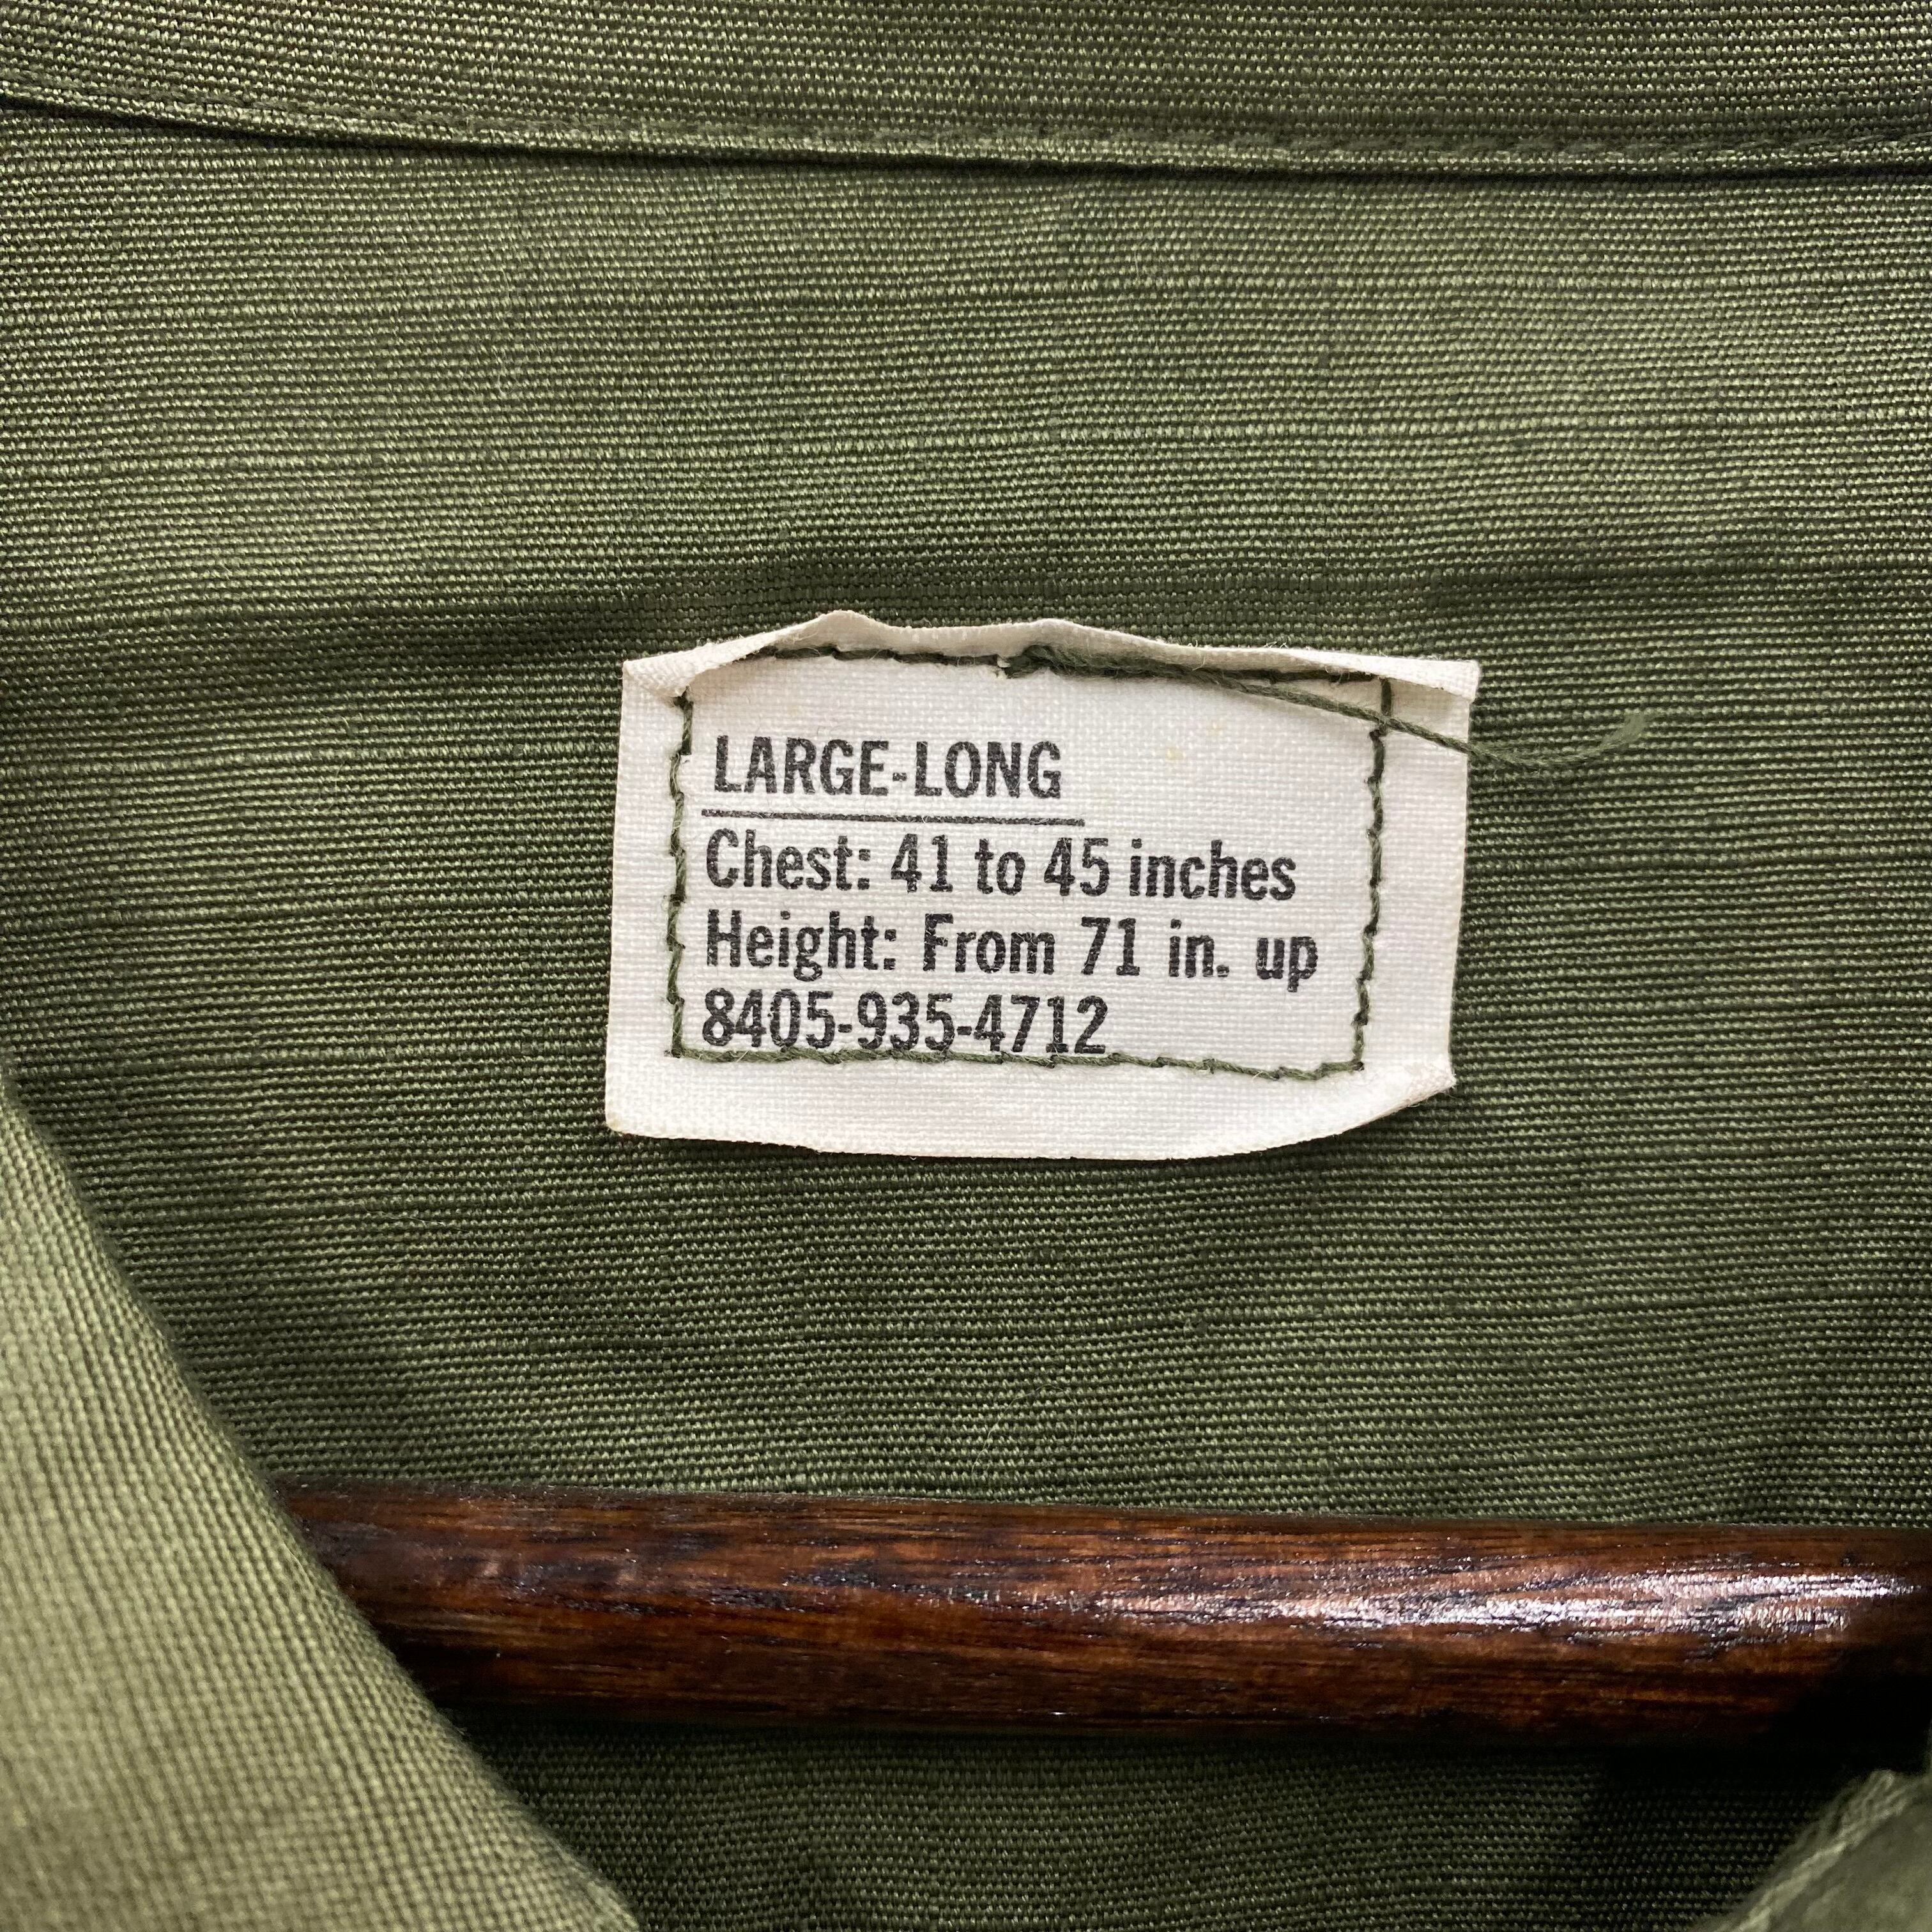 LARGE-LONG
Chest: 41 to 45 inches
Height: From 71 in. up
8405-935-4712